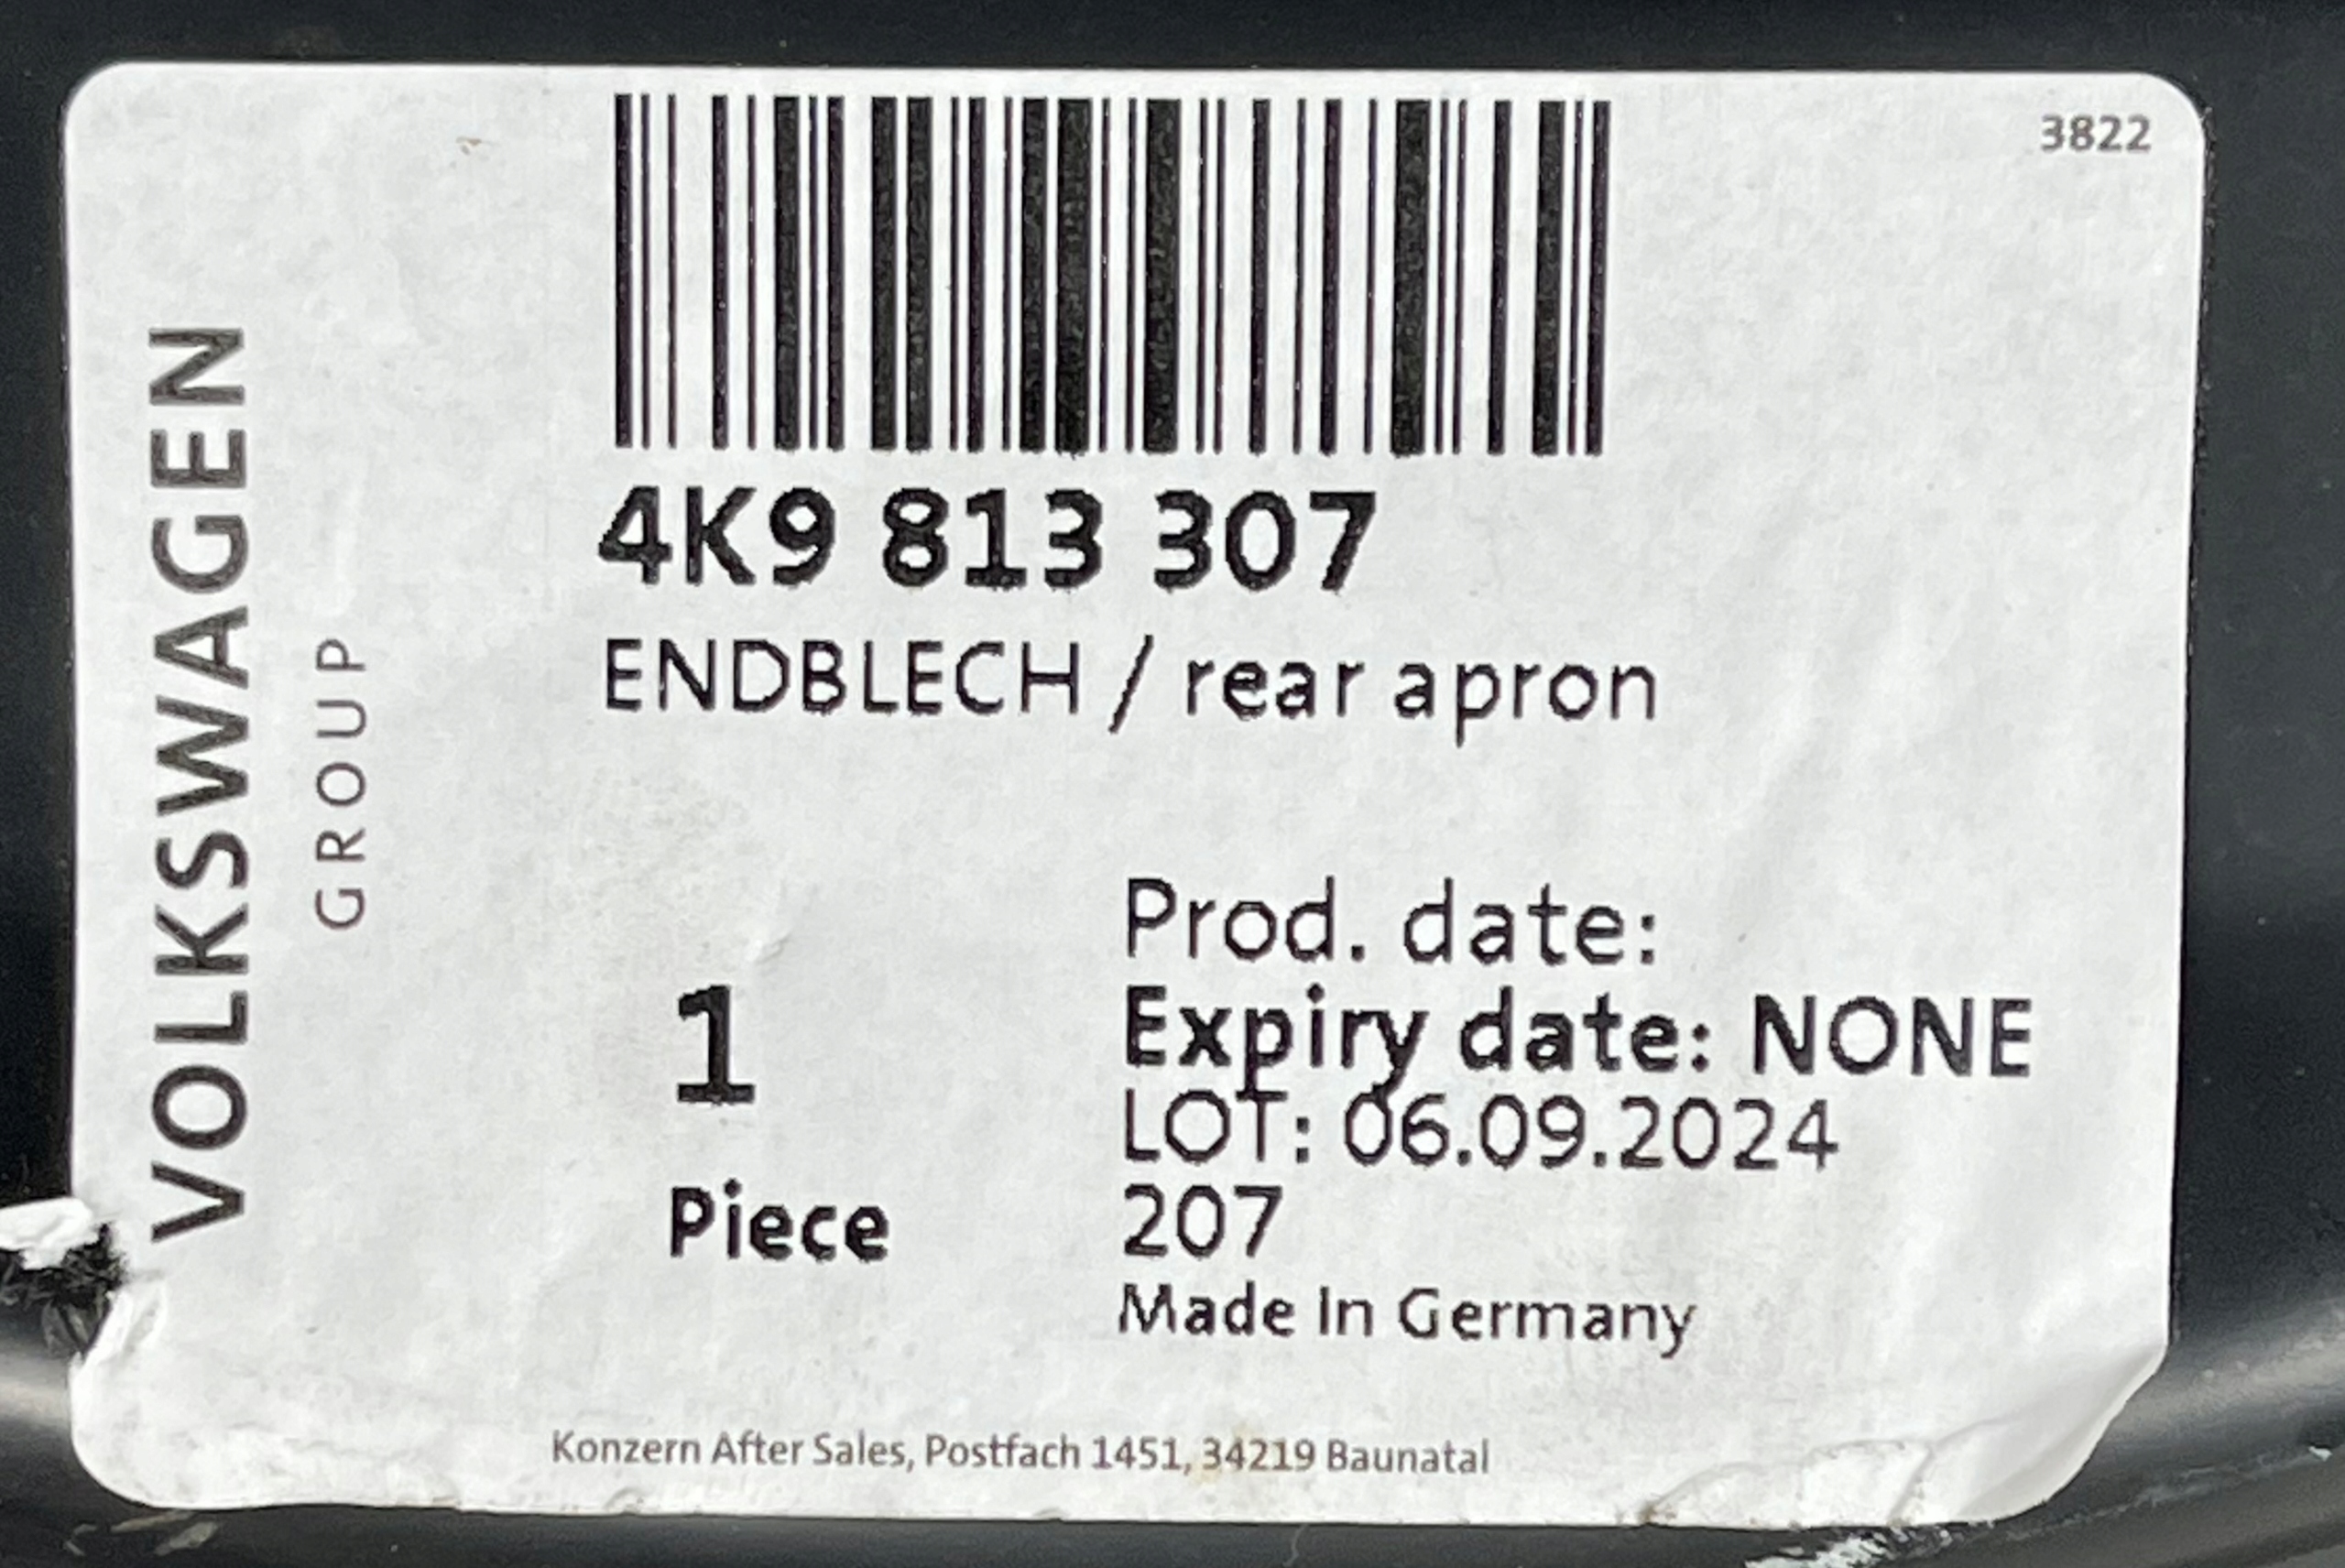 3822
VOLKSWAGEN
GROUP
4K9 813 307
ENDBLECH / rear apron
1
Piece
Prod. date:
Expiry date: NONE
LOT: 06.09.2024
207
Made In Germany
Konzern After Sales, Postfach 1451, 34219 Baunatal